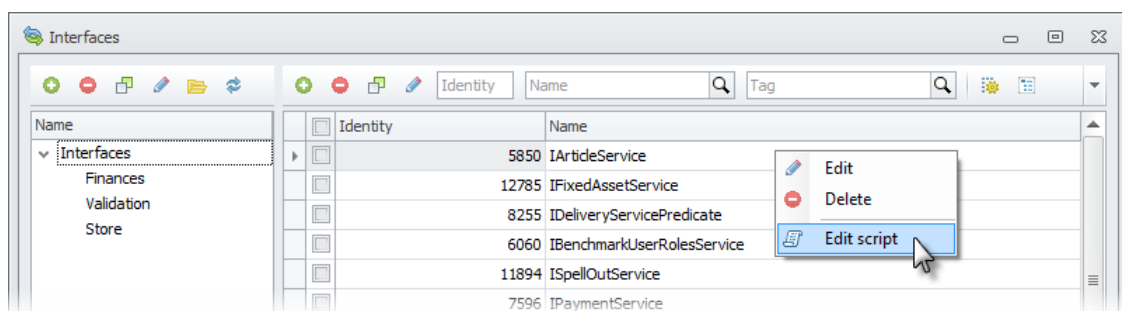 Interfaces
Identity Name Tag
Name
Interfaces
Finances
Validation
Store
Identity Name
5850 IArticleService
12785 IFixedAssetService
8255 IDeliveryServicePredicate
6060 IBenchmarkUserRolesService
11894 ISpellOutService
7596 IPaymentService
Edit
Delete
Edit script